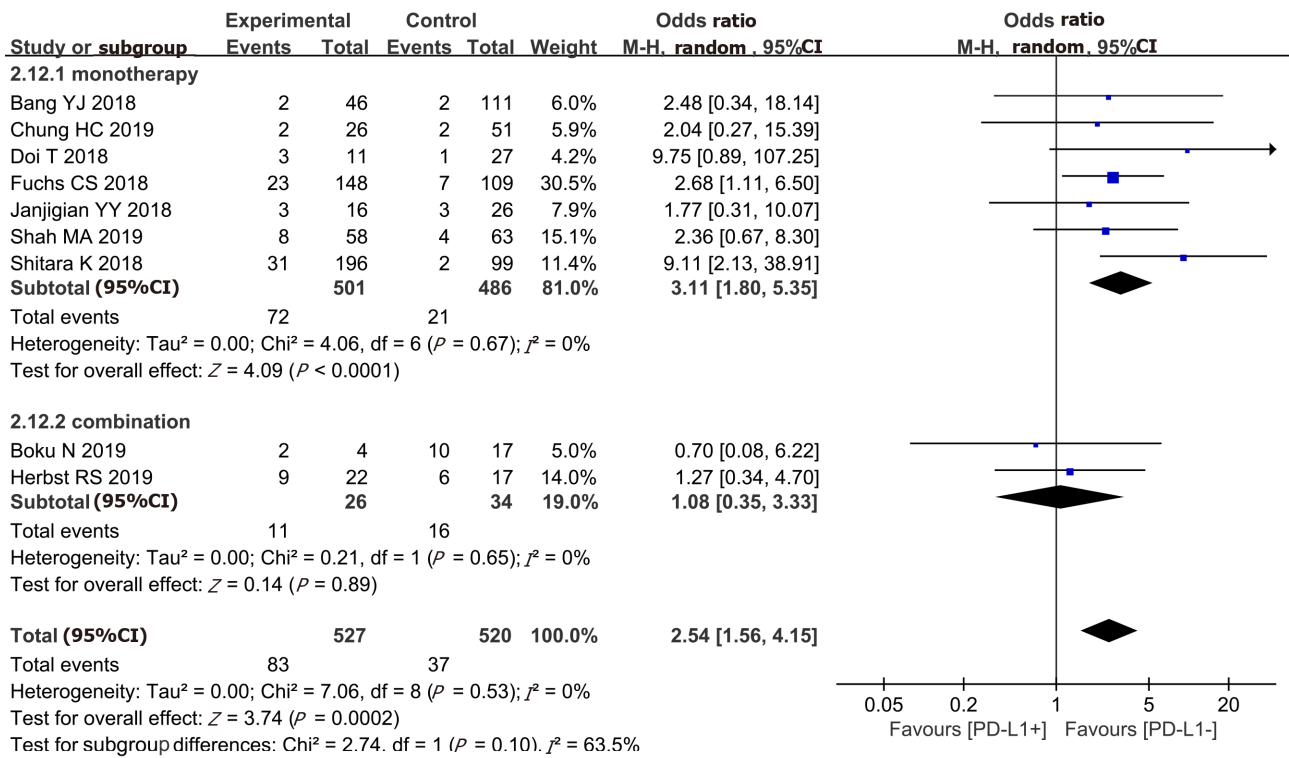 Experimental Control Odds ratio Odds ratio
Study or subgroup Events Total Events Total Weight M-H, random, 95%CI M-H, random, 95%CI
2.12.1 monotherapy
Bang YJ 2018 2 46 2 111 6.0% 2.48 [0.34, 18.14]
Chung HC 2019 2 26 2 51 5.9% 2.04 [0.27, 15.39]
Doi T 2018 3 11 1 27 4.2% 9.75 [0.89, 107.25]
Fuchs CS 2018 23 148 7 109 30.5% 2.68 [1.11, 6.50]
Janjigian YY 2018 3 16 3 26 7.9% 1.77 [0.31, 10.07]
Shah MA 2019 8 58 4 63 15.1% 2.36 [0.67, 8.30]
Shitara K 2018 31 196 2 99 11.4% 9.11 [2.13, 38.91]
Subtotal (95%CI) 501 486 81.0% 3.11 [1.80, 5.35]
Total events 72 21
Heterogeneity: Tau² = 0.00; Chi² = 4.06, df = 6 (P = 0.67); I² = 0%
Test for overall effect: Z = 4.09 (P < 0.0001)
2.12.2 combination
Boku N 2019 2 4 10 17 5.0% 0.70 [0.08, 6.22]
Herbst RS 2019 9 22 6 17 14.0% 1.27 [0.34, 4.70]
Subtotal (95%CI) 26 34 19.0% 1.08 [0.35, 3.33]
Total events 11 16
Heterogeneity: Tau² = 0.00; Chi² = 0.21, df = 1 (P = 0.65); I² = 0%
Test for overall effect: Z = 0.14 (P = 0.89)
Total (95%CI) 527 520 100.0% 2.54 [1.56, 4.15]
Total events 83 37
Heterogeneity: Tau² = 0.00; Chi² = 7.06, df = 8 (P = 0.53); I² = 0%
Test for overall effect: Z = 3.74 (P = 0.0002)
Test for subgroup differences: Chi² = 2.74, df = 1 (P = 0.10), I² = 63.5%
0.05 0.2 1 5 20
Favours [PD-L1+] Favours [PD-L1-]